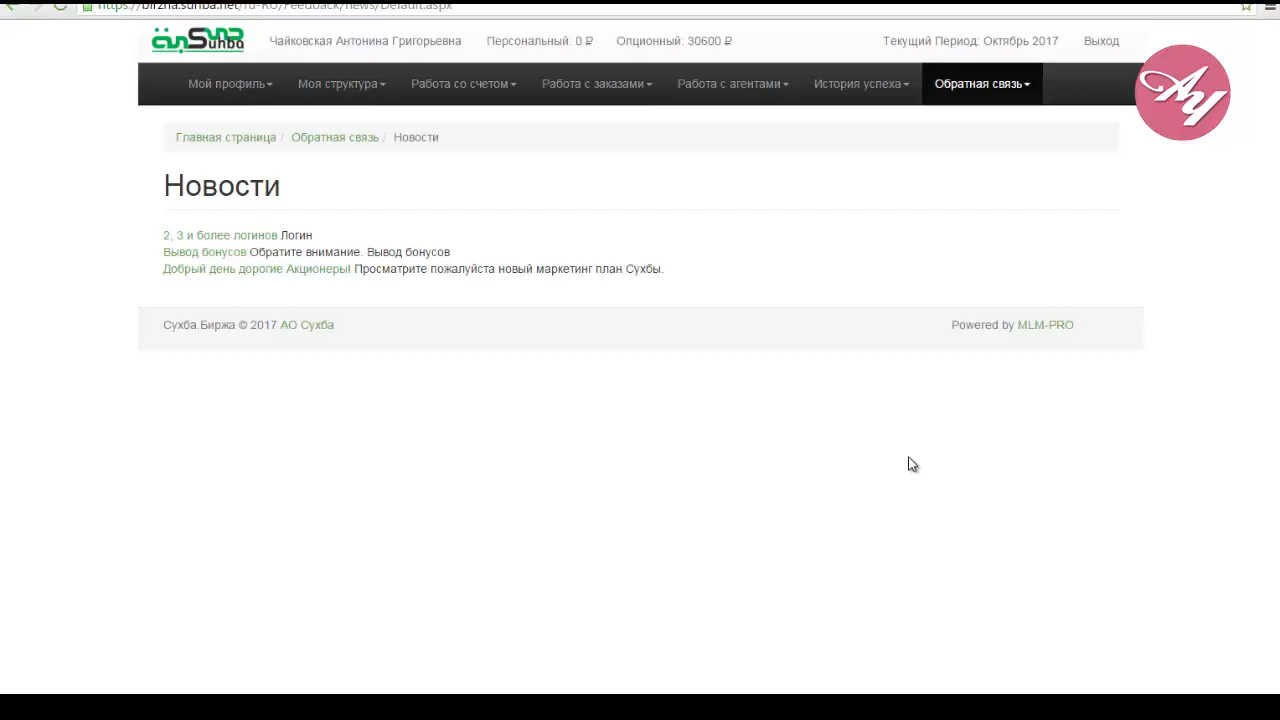 https://birzha.suhba.net/ru-RU/Feedback/news/Default.aspx
Suhba Чайковская Антонина Григорьевна Персональный: 0 ₽ Опционный: 30600 ₽ Текущий Период: Октябрь 2017 Выход
Мой профиль Моя структура Работа со счетом Работа с заказами Работа с агентами История успеха Обратная связь
АУ
Главная страница / Обратная связь / Новости
Новости
2, 3 и более логинов Логин
Вывод бонусов Обратите внимание. Вывод бонусов
Добрый день дорогие Акционеры! Просматрите пожалуйста новый маркетинг план Сухбы.
Сухба.Биржа © 2017 АО Сухба Powered by MLM-PRO